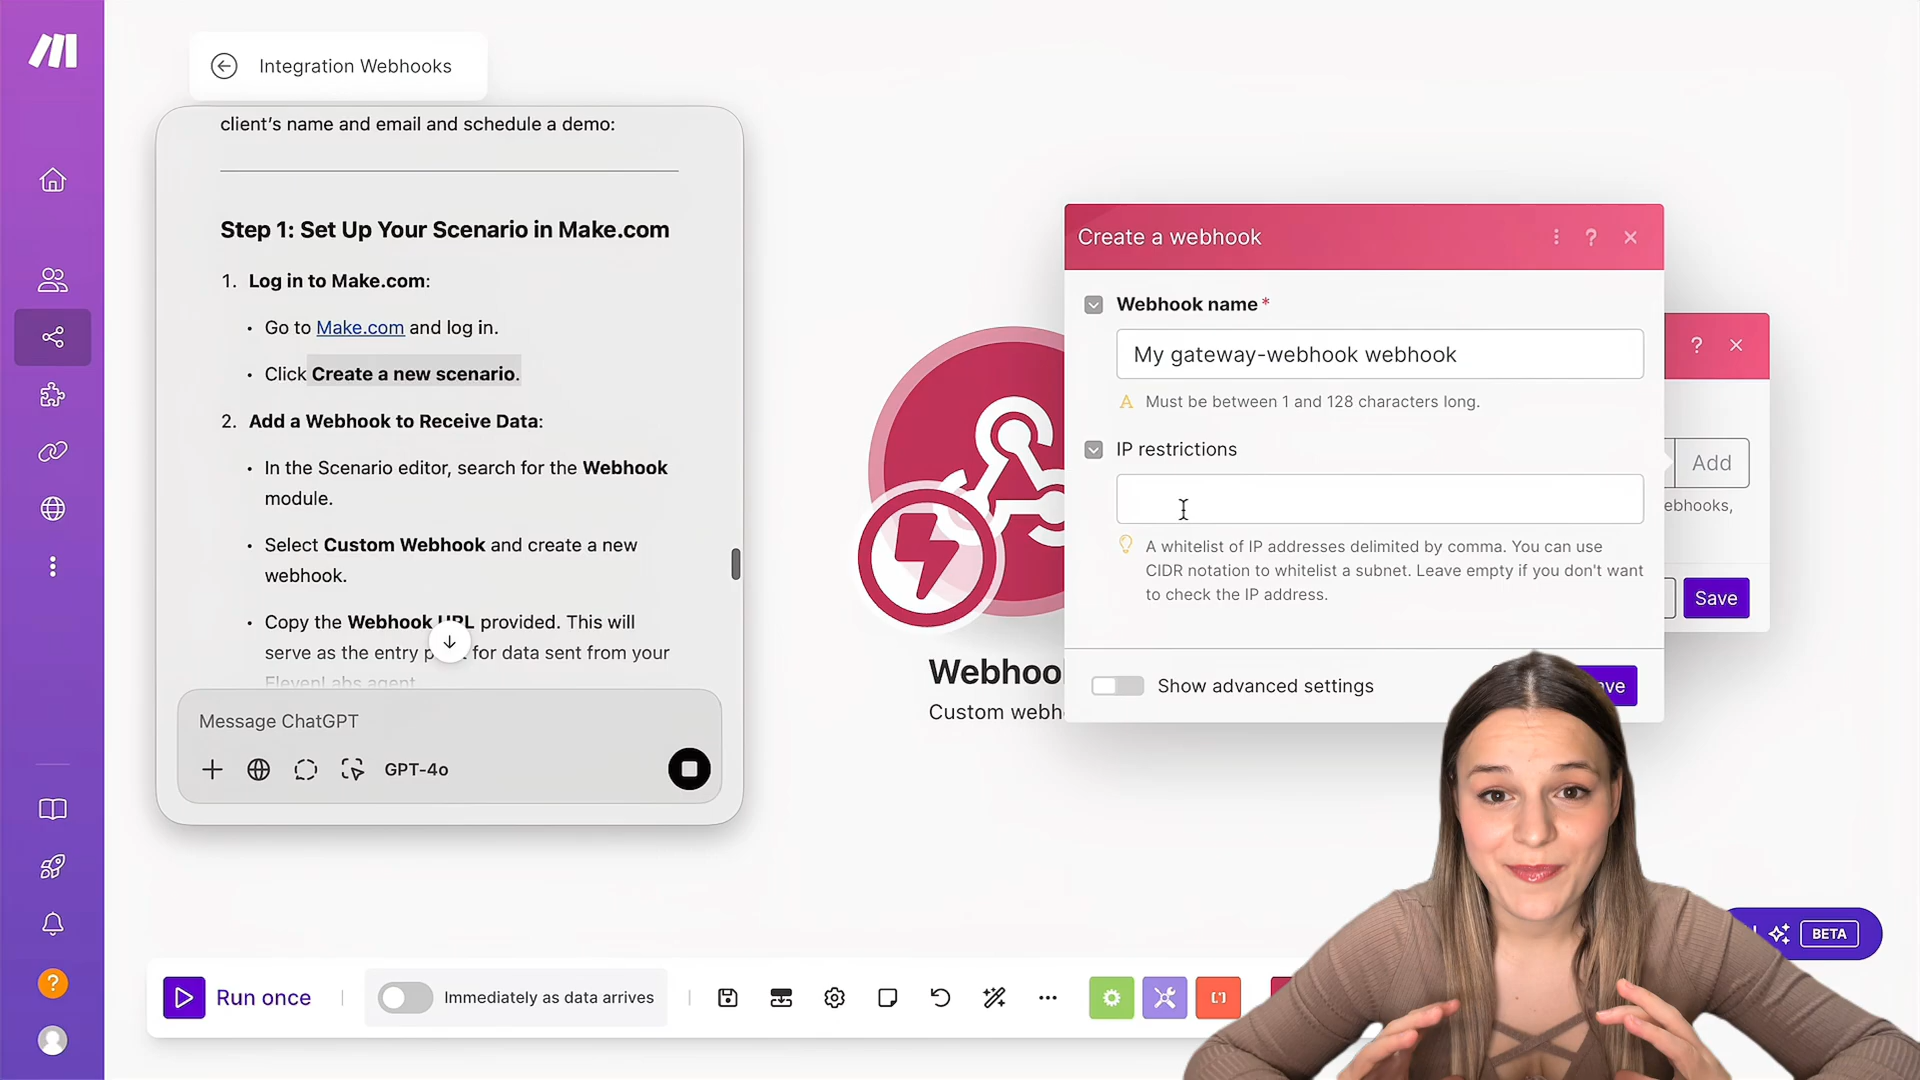 Integration Webhooks
client's name and email and schedule a demo:
Step 1: Set Up Your Scenario in Make.com
1. Log in to Make.com:
• Go to Make.com and log in.
• Click Create a new scenario.
2. Add a Webhook to Receive Data:
• In the Scenario editor, search for the Webhook
module.
• Select Custom Webhook and create a new
webhook.
• Copy the Webhook URL provided. This will
serve as the entry for data sent from your
ElevenLabs agent
Message ChatGPT
GPT-4o
Create a webhook
?
Webhook name *
My gateway-webhook webhook
Must be between 1 and 128 characters long.
IP restrictions
A whitelist of IP addresses delimited by comma. You can use
CIDR notation to whitelist a subnet. Leave empty if you don't want
to check the IP address.
Show advanced settings
?
Add
Save
BETA
?
Run once
Immediately as data arrives